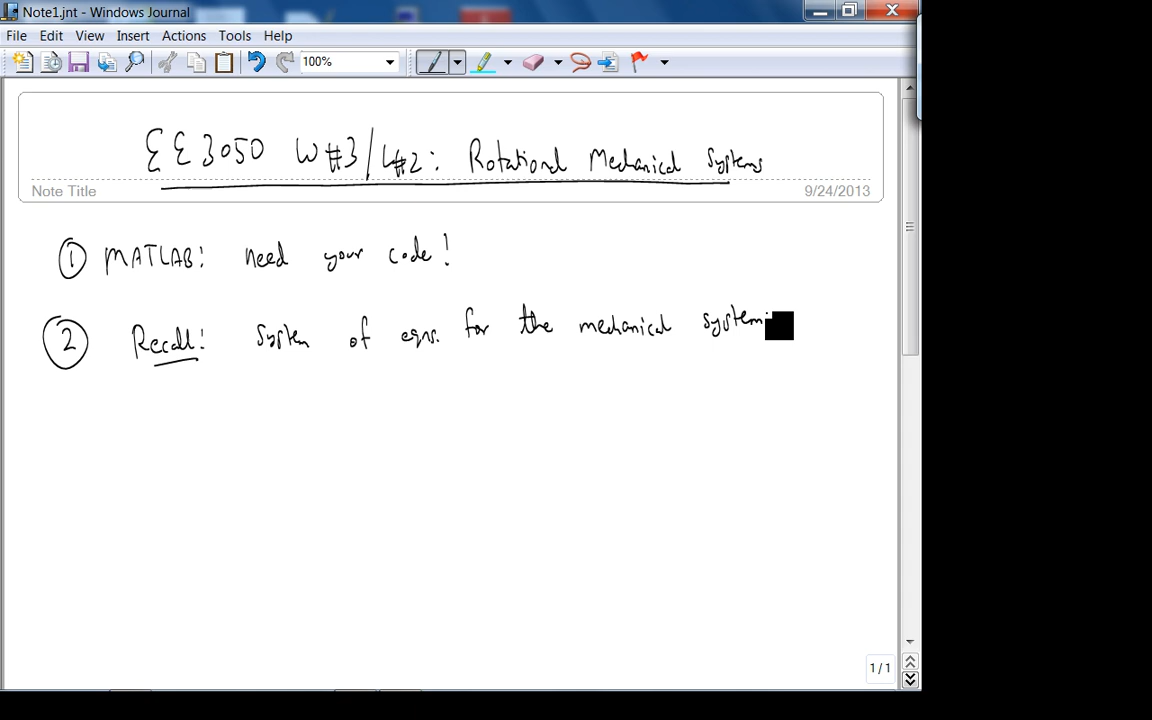 Note1.jnt - Windows Journal
File Edit View Insert Actions Tools Help
100%
EE3050 W#3/L#2: Rotational Mechanical Systems
Note Title 9/24/2013
① MATLAB: need your code!
② Recall: System of eqns. for the mechanical system:
1/1